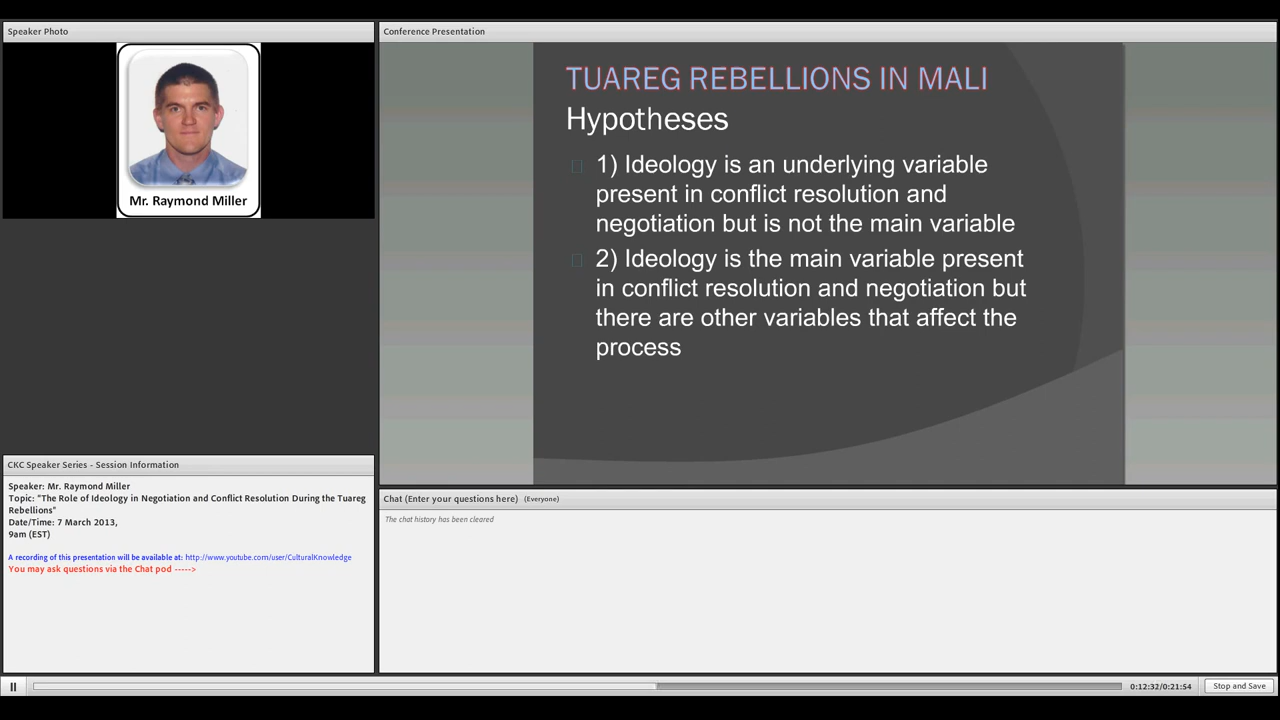 Speaker Photo
Mr. Raymond Miller
Conference Presentation
TUAREG REBELLIONS IN MALI
Hypotheses
1) Ideology is an underlying variable
present in conflict resolution and
negotiation but is not the main variable
2) Ideology is the main variable present
in conflict resolution and negotiation but
there are other variables that affect the
process
CKC Speaker Series - Session Information
Speaker: Mr. Raymond Miller
Topic: "The Role of Ideology in Negotiation and Conflict Resolution During the Tuareg
Rebellions"
Date/Time: 7 March 2013,
9am (EST)
A recording of this presentation will be available at: http://www.youtube.com/user/CulturalKnowledge
You may ask questions via the Chat pod ----->
Chat (Enter your questions here) (Everyone)
The chat history has been cleared
0:12:32/0:21:54
Stop and Save